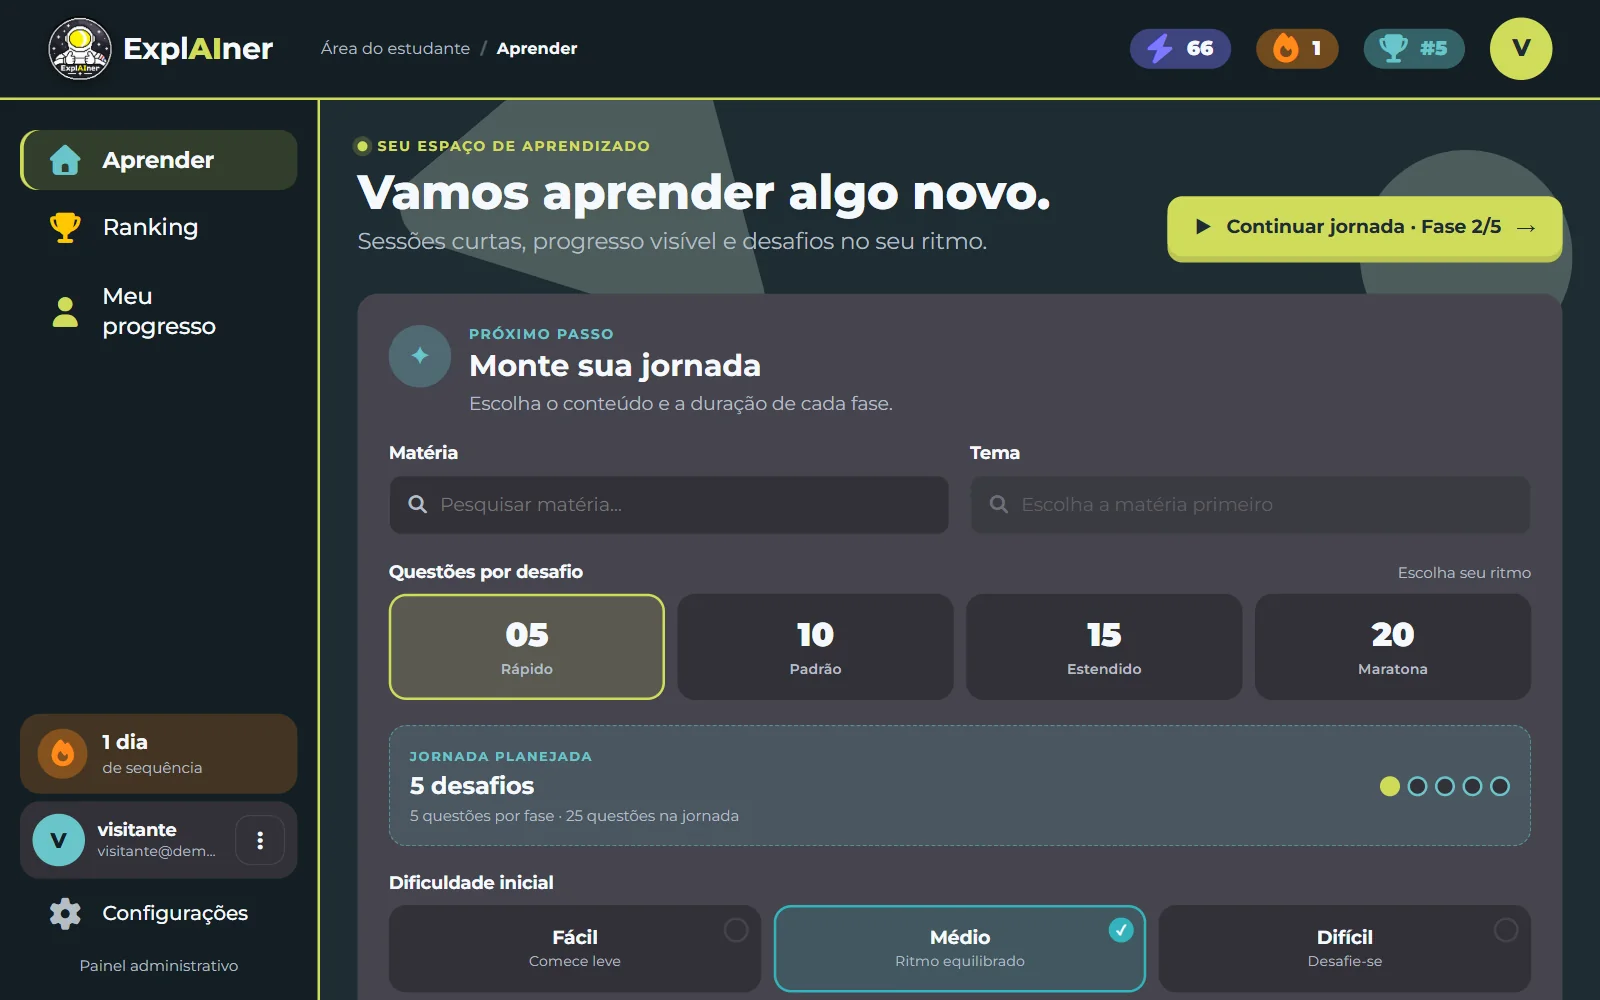 ExplAIner
ExplAIner
Área do estudante / Aprender
66
1
#5
V
Aprender
Ranking
Meu
progresso
1 dia
de sequência
V
visitante
visitante@dem...
Configurações
Painel administrativo
SEU ESPAÇO DE APRENDIZADO
Vamos aprender algo novo.
Sessões curtas, progresso visível e desafios no seu ritmo.
Continuar jornada · Fase 2/5 →
PRÓXIMO PASSO
Monte sua jornada
Escolha o conteúdo e a duração de cada fase.
Matéria
Tema
Pesquisar matéria...
Escolha a matéria primeiro
Questões por desafio
Escolha seu ritmo
05
Rápido
10
Padrão
15
Estendido
20
Maratona
JORNADA PLANEJADA
5 desafios
5 questões por fase · 25 questões na jornada
Dificuldade inicial
Fácil
Comece leve
Médio
Ritmo equilibrado
Difícil
Desafie-se